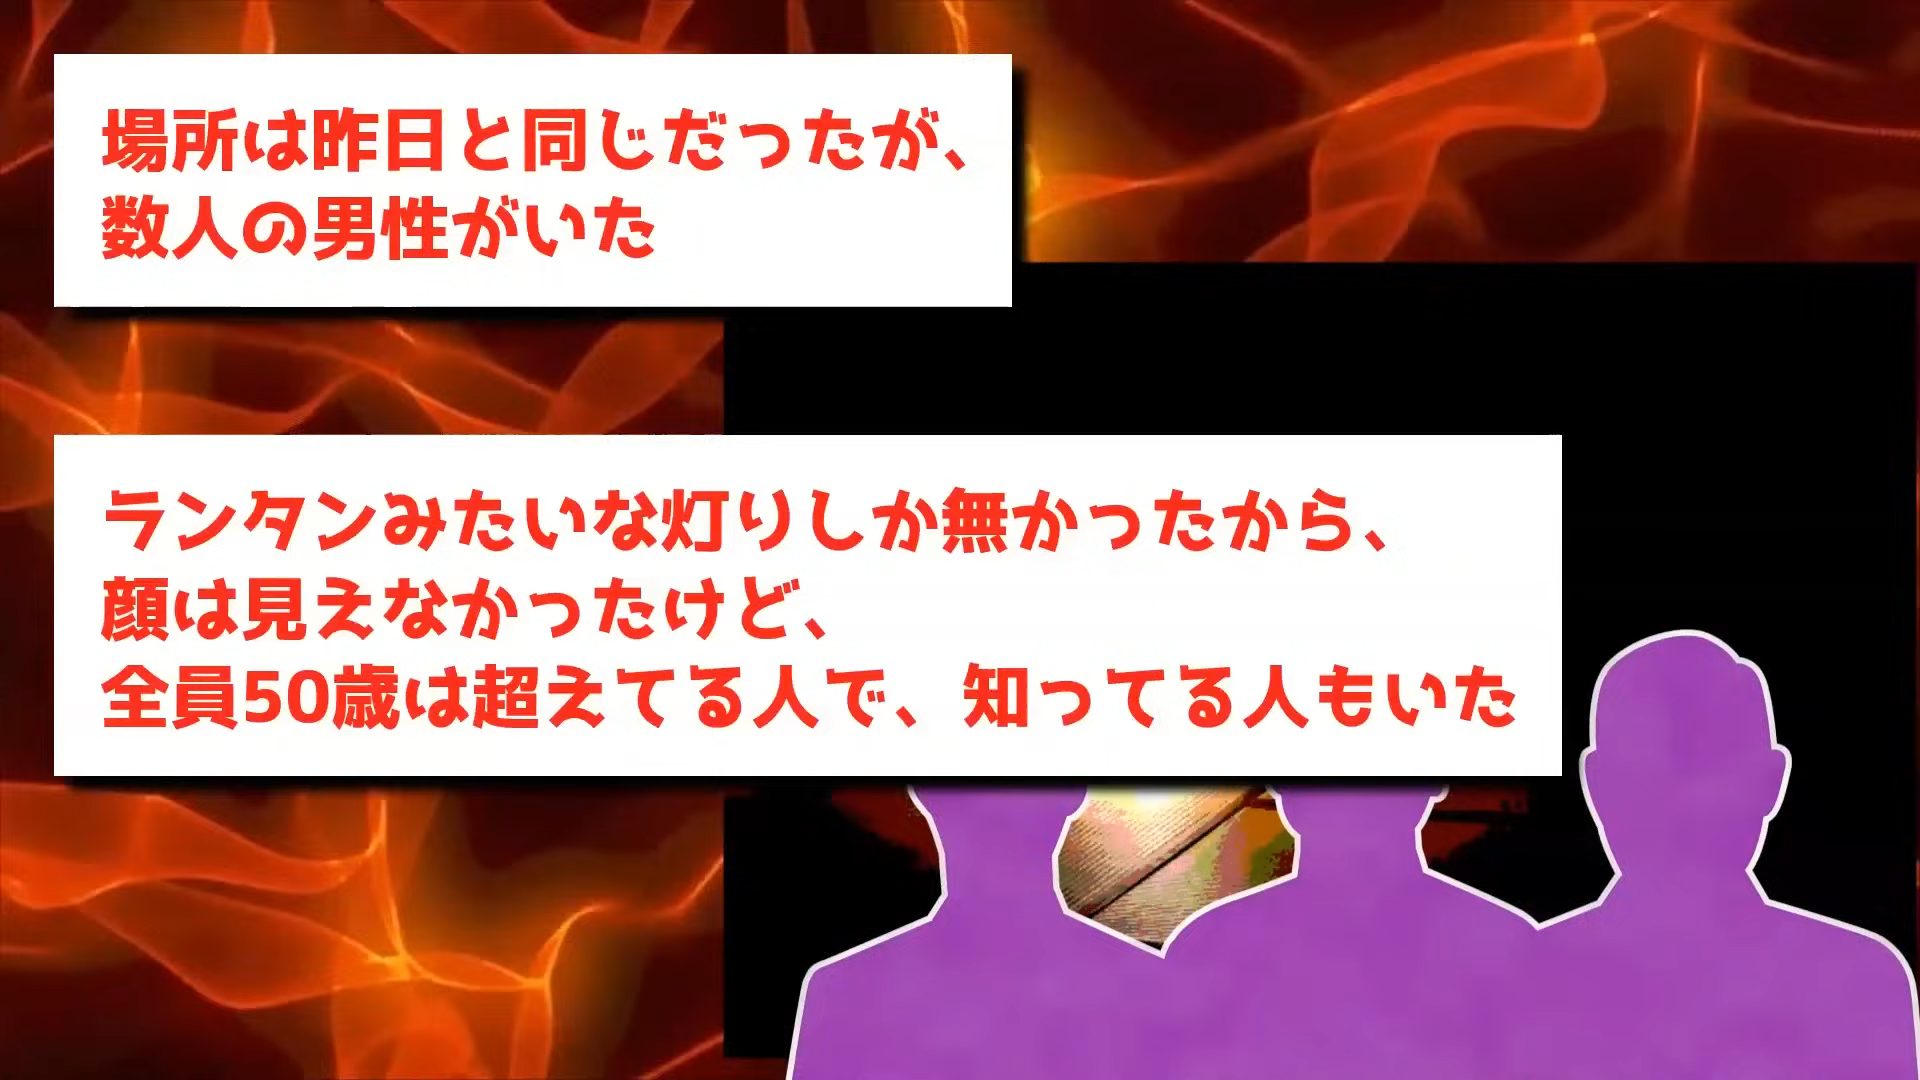 場所は昨日と同じだったが、
数人の男性がいた
ランタンみたいな灯りしか無かったから、
顔は見えなかったけど、
全員50歳は超えてる人で、知ってる人もいた